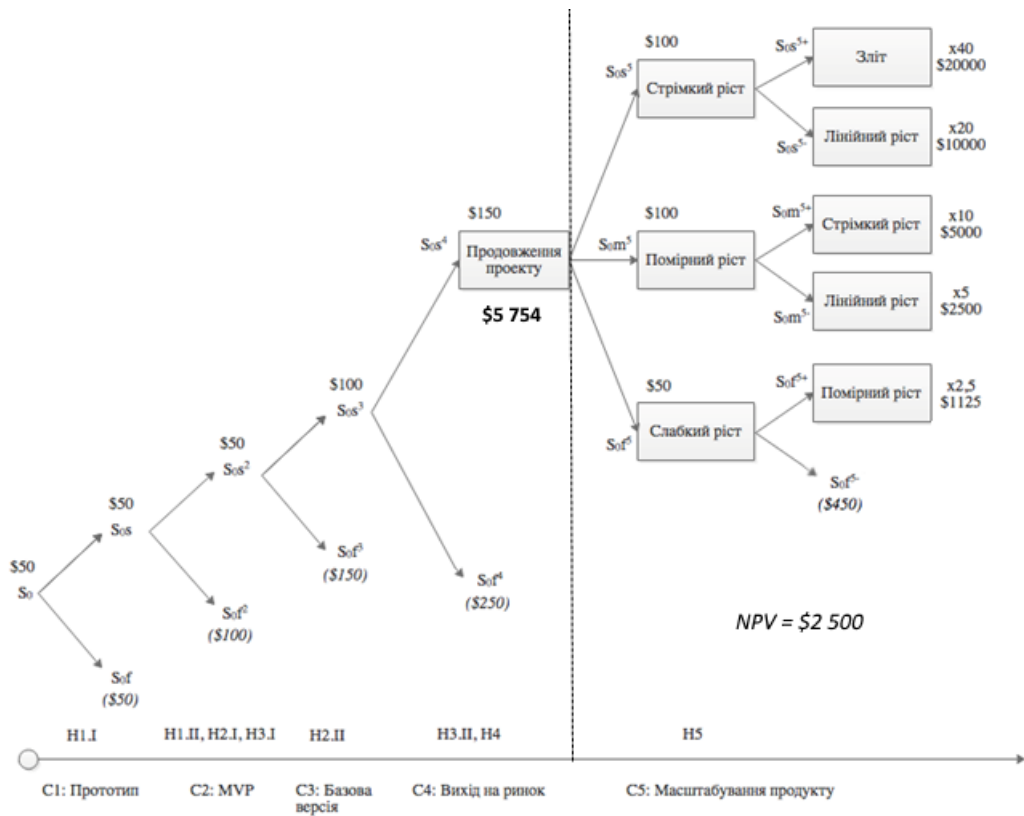 $100
S₀s⁵
Стрімкий ріст
S₀s⁵⁺
Зліт
x40
$20000
S₀s⁵⁻
Лінійний ріст
x20
$10000
$150
S₀s⁴
Продовження
проекту
$5 754
$100
S₀m⁵
Помірний ріст
S₀m⁵⁺
Стрімкий ріст
x10
$5000
S₀m⁵⁻
Лінійний ріст
x5
$2500
$50
S₀f⁵
Слабкий ріст
S₀f⁵⁺
Помірний ріст
x2,5
$1125
S₀f⁵⁻
($450)
$100
S₀s³
$50
S₀s²
$50
S₀s
$50
S₀
S₀f³
($150)
S₀f⁴
($250)
S₀f²
($100)
S₀f
($50)
NPV = $2 500
H1.I
H1.II, H2.I, H3.I
H2.II
H3.II, H4
H5
C1: Прототип
C2: MVP
C3: Базова
версія
C4: Вихід на ринок
C5: Масштабування продукту